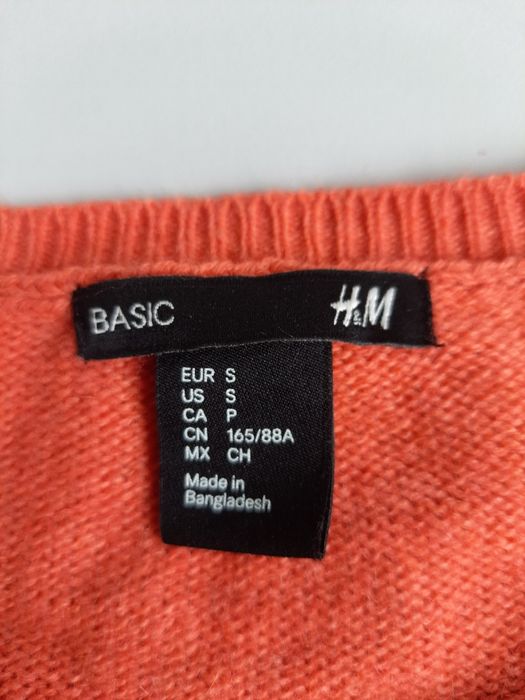 BASIC H&M
EUR S
US S
CA P
CN 165/88A
MX CH
Made in
Bangladesh